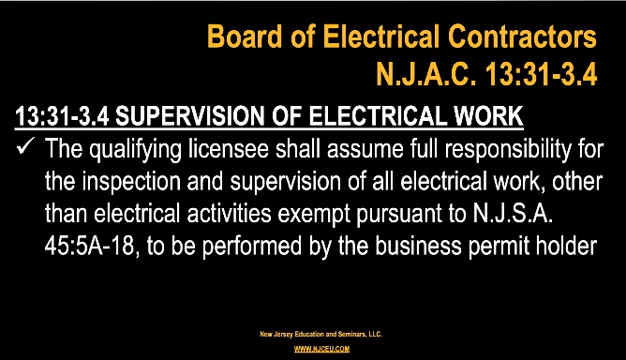 Board of Electrical Contractors
N.J.A.C. 13:31-3.4
13:31-3.4 SUPERVISION OF ELECTRICAL WORK
✓ The qualifying licensee shall assume full responsibility for
the inspection and supervision of all electrical work, other
than electrical activities exempt pursuant to N.J.S.A.
45:5A-18, to be performed by the business permit holder
New Jersey Education and Seminars, LLC.
WWW.NJCEU.COM